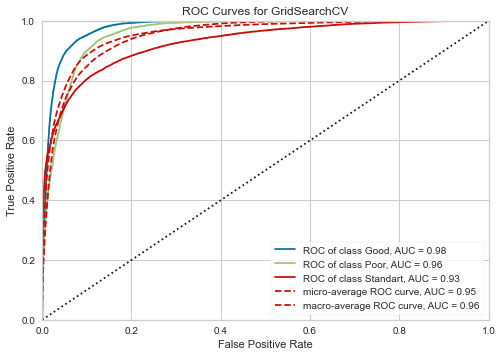 ROC Curves for GridSearchCV
True Positive Rate
1.0
0.8
0.6
0.4
0.2
0.0
ROC of class Good, AUC = 0.98
ROC of class Poor, AUC = 0.96
ROC of class Standart, AUC = 0.93
micro-average ROC curve, AUC = 0.95
macro-average ROC curve, AUC = 0.96
0.0 0.2 0.4 0.6 0.8 1.0
False Positive Rate